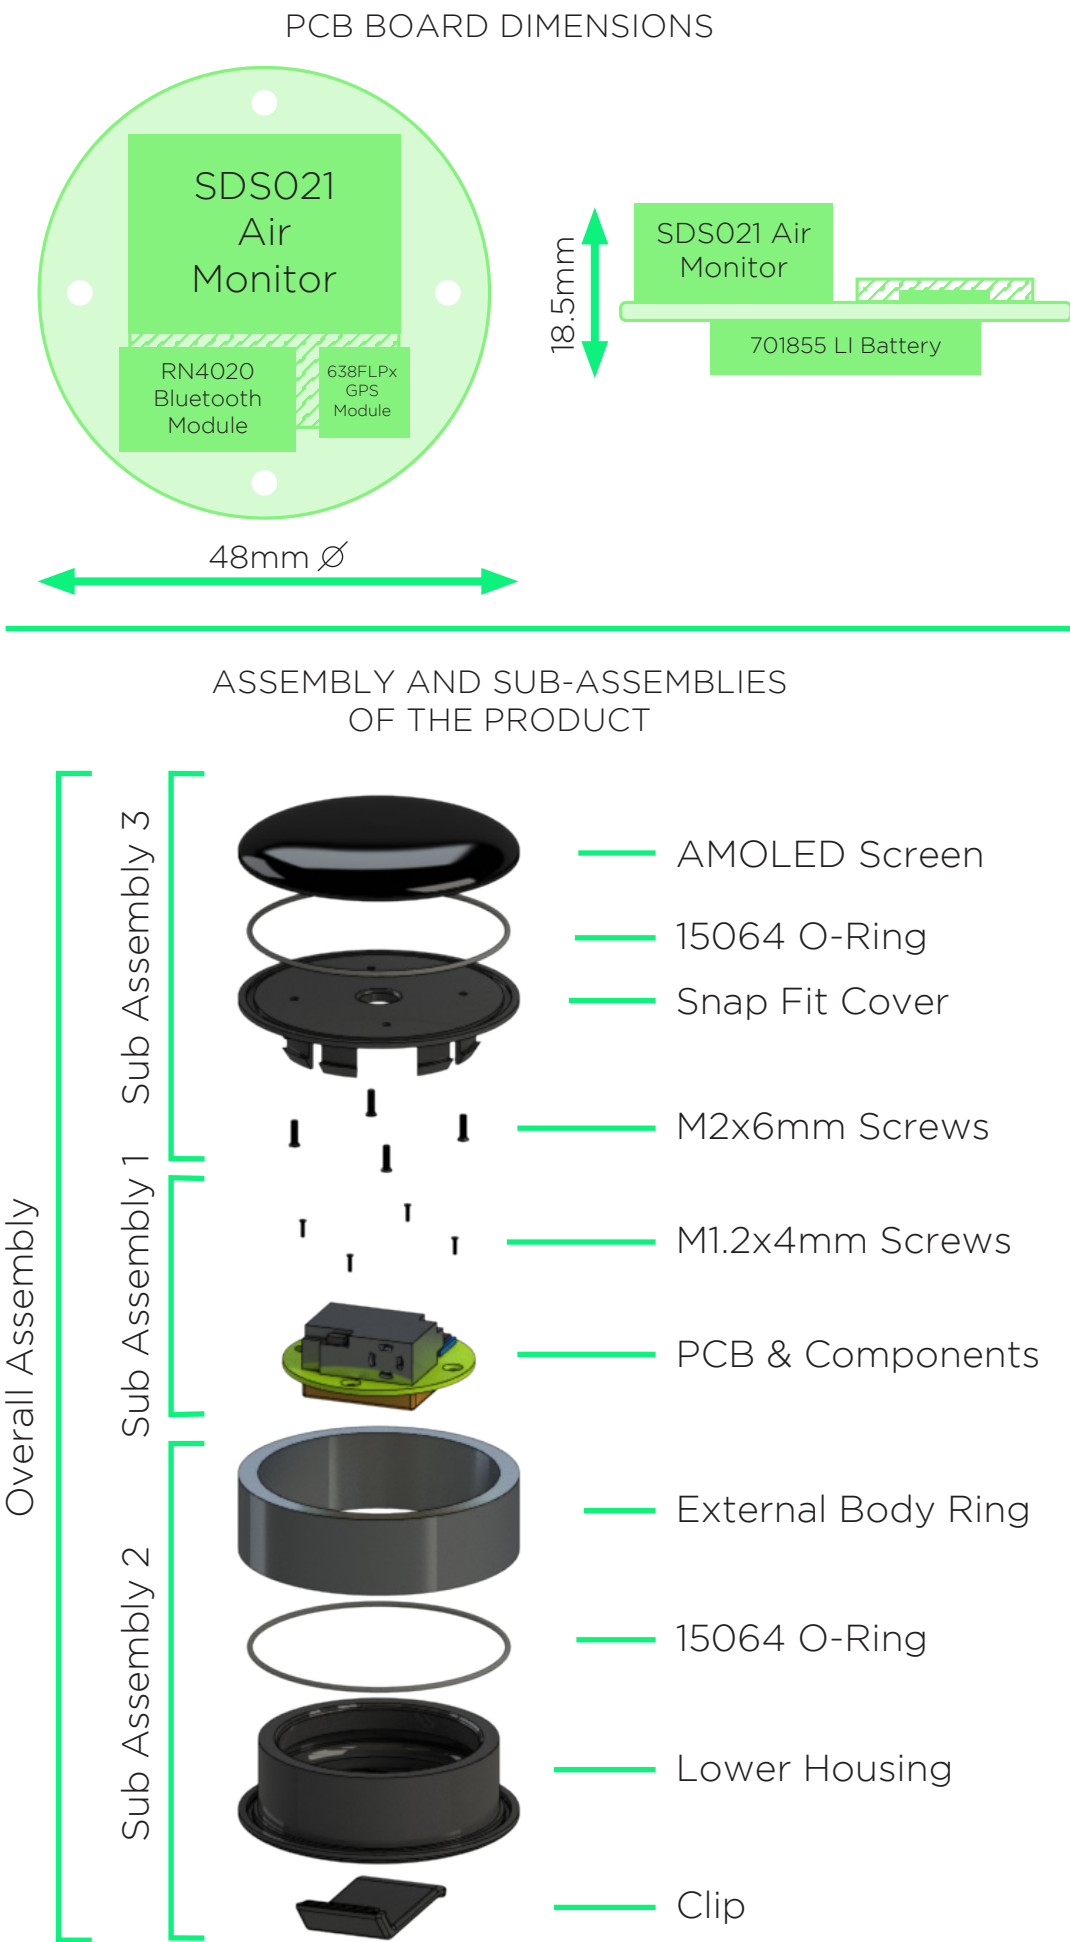 PCB BOARD DIMENSIONS
SDS021
Air
Monitor
RN4020
Bluetooth
Module
638FLPx
GPS
Module
48mm ∅
18.5mm
SDS021 Air
Monitor
701855 LI Battery
ASSEMBLY AND SUB-ASSEMBLIES
OF THE PRODUCT
Overall Assembly
Sub Assembly 3
AMOLED Screen
15064 O-Ring
Snap Fit Cover
M2x6mm Screws
Sub Assembly 1
M1.2x4mm Screws
PCB & Components
Sub Assembly 2
External Body Ring
15064 O-Ring
Lower Housing
Clip